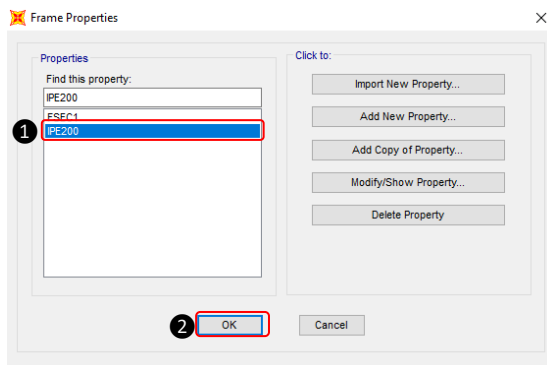 Frame Properties
Properties
Find this property:
IPE200
FSEC1
1 IPE200
Click to:
Import New Property...
Add New Property...
Add Copy of Property...
Modify/Show Property...
Delete Property
2 OK
Cancel